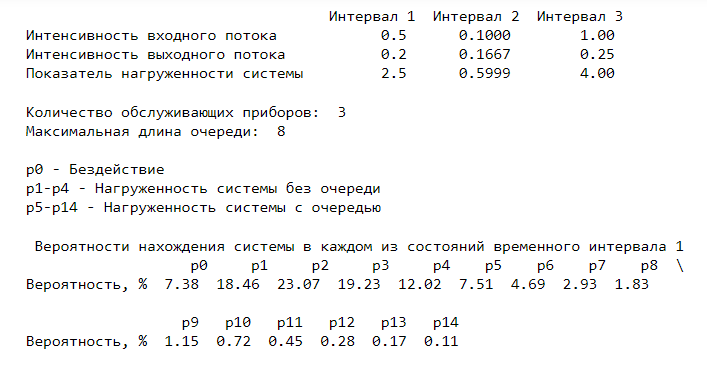 Интервал 1 Интервал 2 Интервал 3
Интенсивность входного потока 0.5 0.1000 1.00
Интенсивность выходного потока 0.2 0.1667 0.25
Показатель нагруженности системы 2.5 0.5999 4.00
Количество обслуживающих приборов: 3
Максимальная длина очереди: 8
p0 - Бездействие
p1-p4 - Нагруженность системы без очереди
p5-p14 - Нагруженность системы с очередью
Вероятности нахождения системы в каждом из состояний временного интервала 1
p0 p1 p2 p3 p4 p5 p6 p7 p8 \
Вероятность, % 7.38 18.46 23.07 19.23 12.02 7.51 4.69 2.93 1.83
p9 p10 p11 p12 p13 p14
Вероятность, % 1.15 0.72 0.45 0.28 0.17 0.11